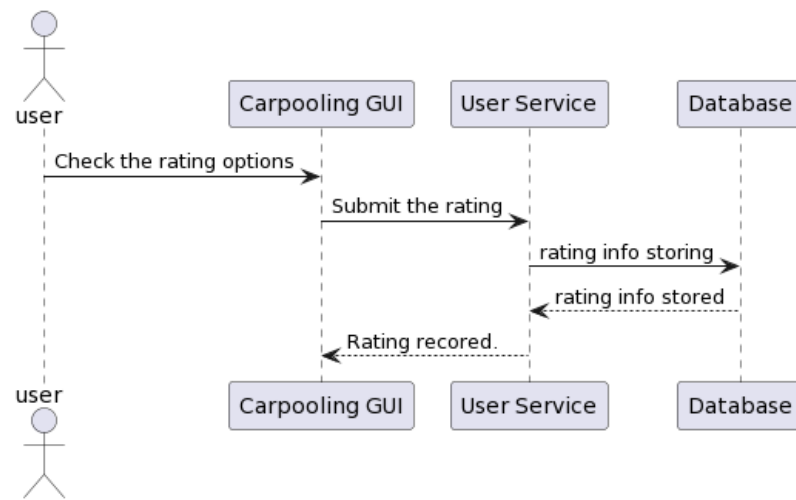 user
Carpooling GUI
User Service
Database
Check the rating options
Submit the rating
rating info storing
rating info stored
Rating recored.
user
Carpooling GUI
User Service
Database